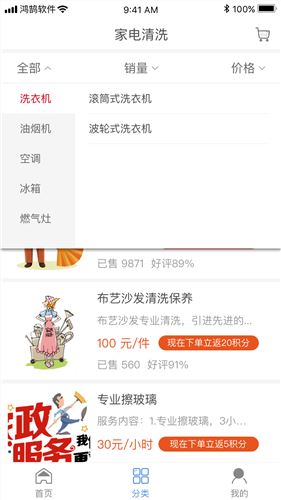 鸿鹄软件
9:41 AM
100%
家电清洗
全部
销量
价格
洗衣机
滚筒式洗衣机
油烟机
波轮式洗衣机
空调
冰箱
燃气灶
已售 9871 好评89%
布艺沙发清洗保养
布艺沙发专业清洗，引进先进的...
100 元/件
现在下单立返20积分
已售 560 好评91%
专业擦玻璃
服务内容：1.专业擦玻璃，3小...
30元/小时
现在下单立返5积分
政
服务
首页
分类
我的